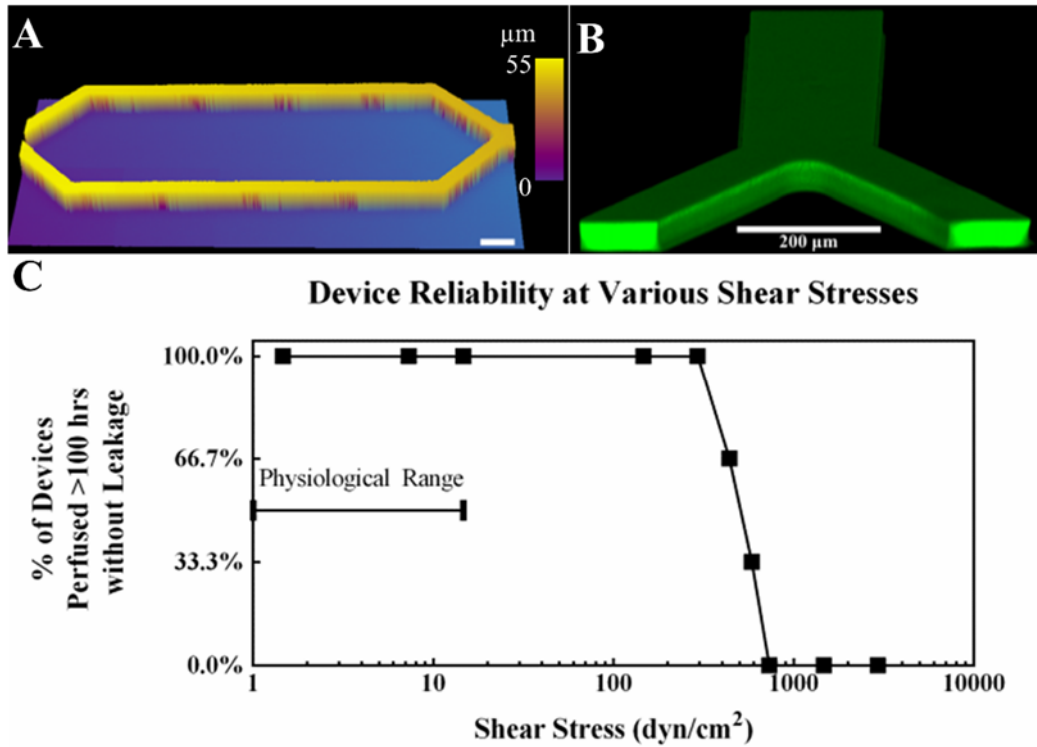 A
µm
55
0
B
200 µm
C
Device Reliability at Various Shear Stresses
% of Devices
Perfused >100 hrs
without Leakage
100.0%
66.7%
33.3%
0.0%
Physiological Range
1
10
100
1000
10000
Shear Stress (dyn/cm²)